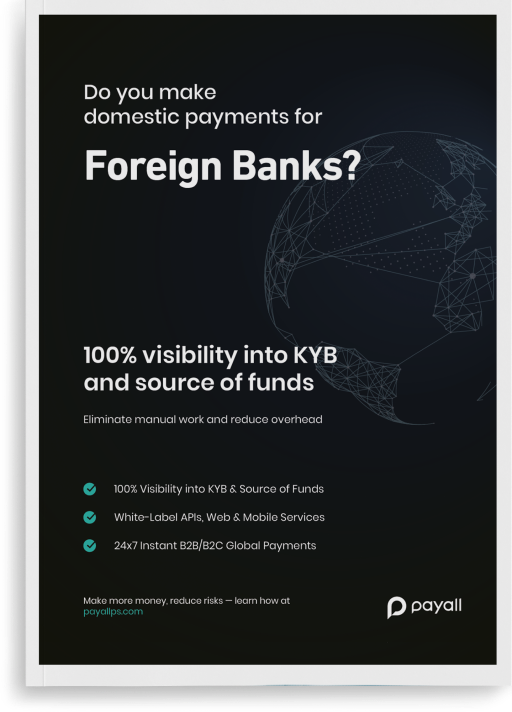 Do you make
domestic payments for
Foreign Banks?
100% visibility into KYB
and source of funds
Eliminate manual work and reduce overhead
100% Visibility into KYB & Source of Funds
White-Label APIs, Web & Mobile Services
24x7 Instant B2B/B2C Global Payments
Make more money, reduce risks — learn how at
payallps.com
payall